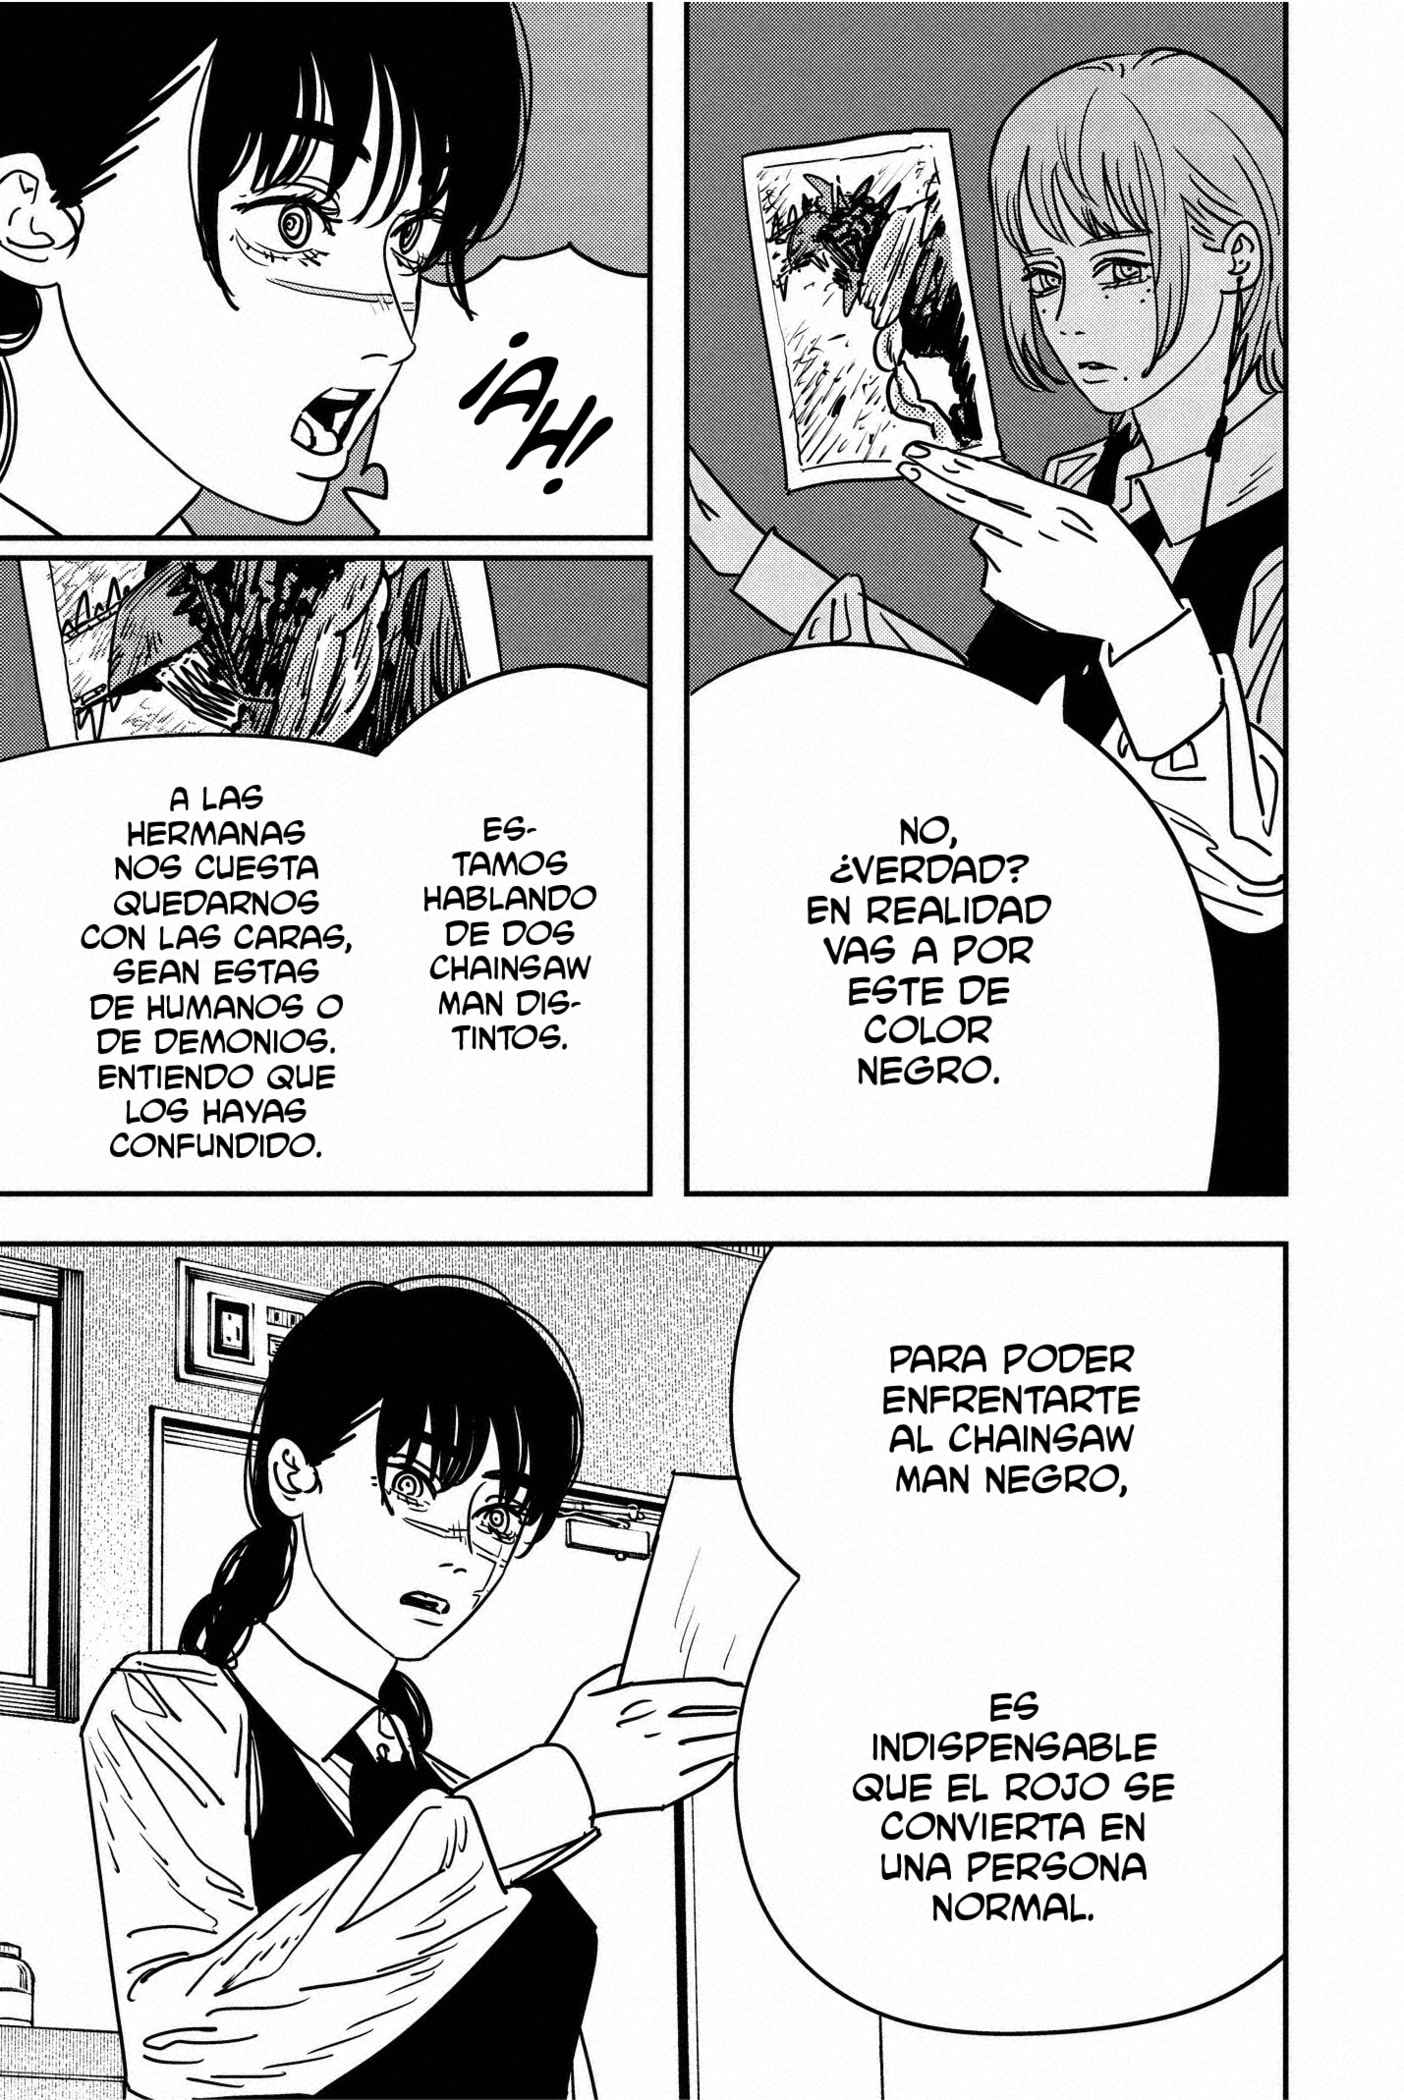 NO,
¿VERDAD?
EN REALIDAD
VAS A POR
ESTE DE
COLOR
NEGRO.
¡AH!
ES-
TAMOS
HABLANDO
DE DOS
CHAINSAW
MAN DIS-
TINTOS.
A LAS
HERMANAS
NOS CUESTA
QUEDARNOS
CON LAS CARAS,
SEAN ESTAS
DE HUMANOS O
DE DEMONIOS.
ENTIENDO QUE
LOS HAYAS
CONFUNDIDO.
PARA PODER
ENFRENTARTE
AL CHAINSAW
MAN NEGRO,
ES
INDISPENSABLE
QUE EL ROJO SE
CONVIERTA EN
UNA PERSONA
NORMAL.